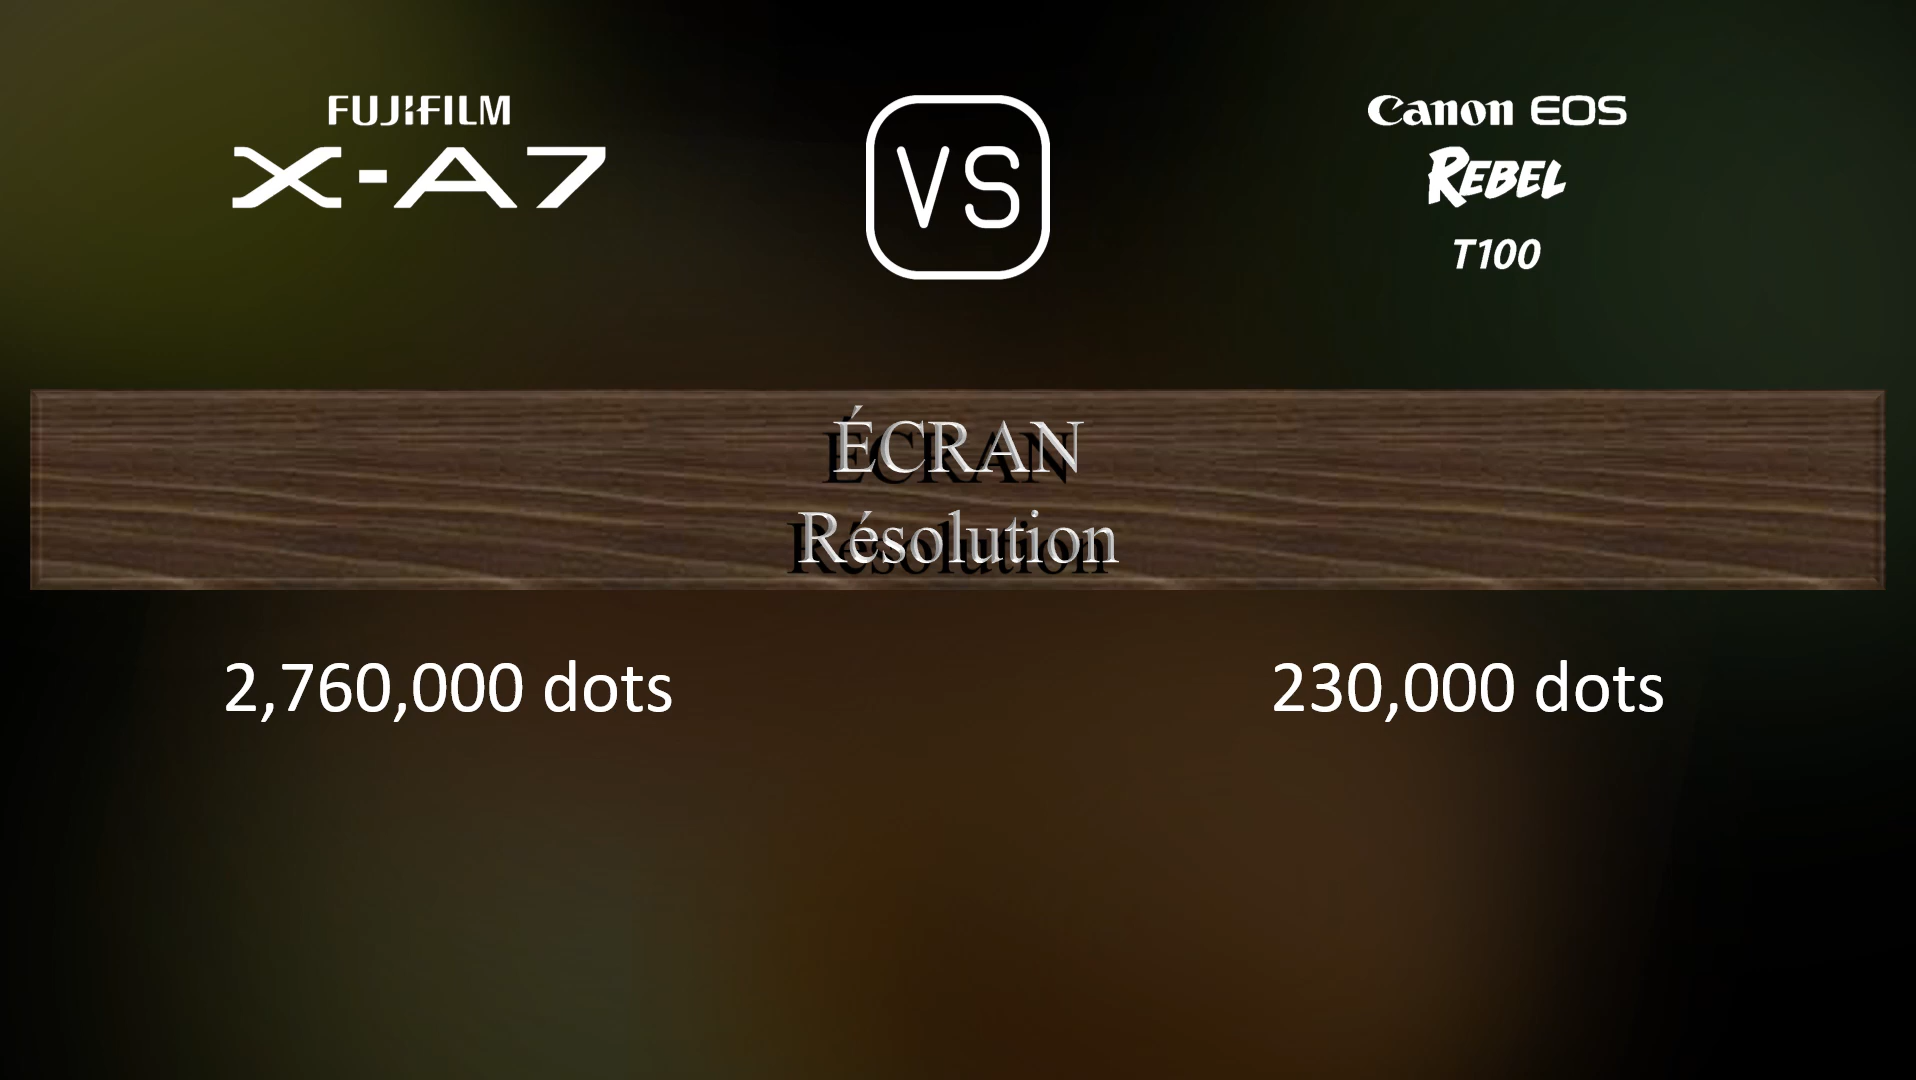 FUJIFILM
X-A7
VS
Canon EOS
REBEL
T100
ÉCRAN
Résolution
2,760,000 dots
230,000 dots